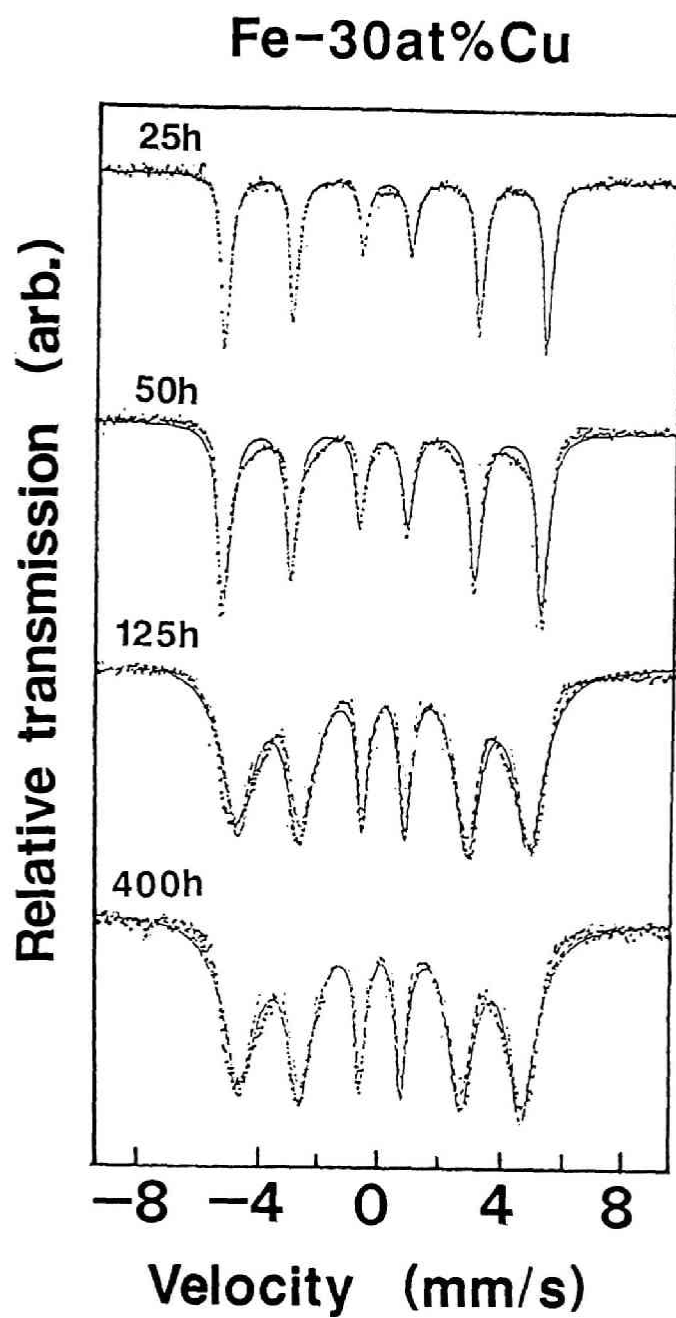 Fe-30at%Cu
25h
50h
125h
400h
Relative transmission (arb.)
-8 -4 0 4 8
Velocity (mm/s)